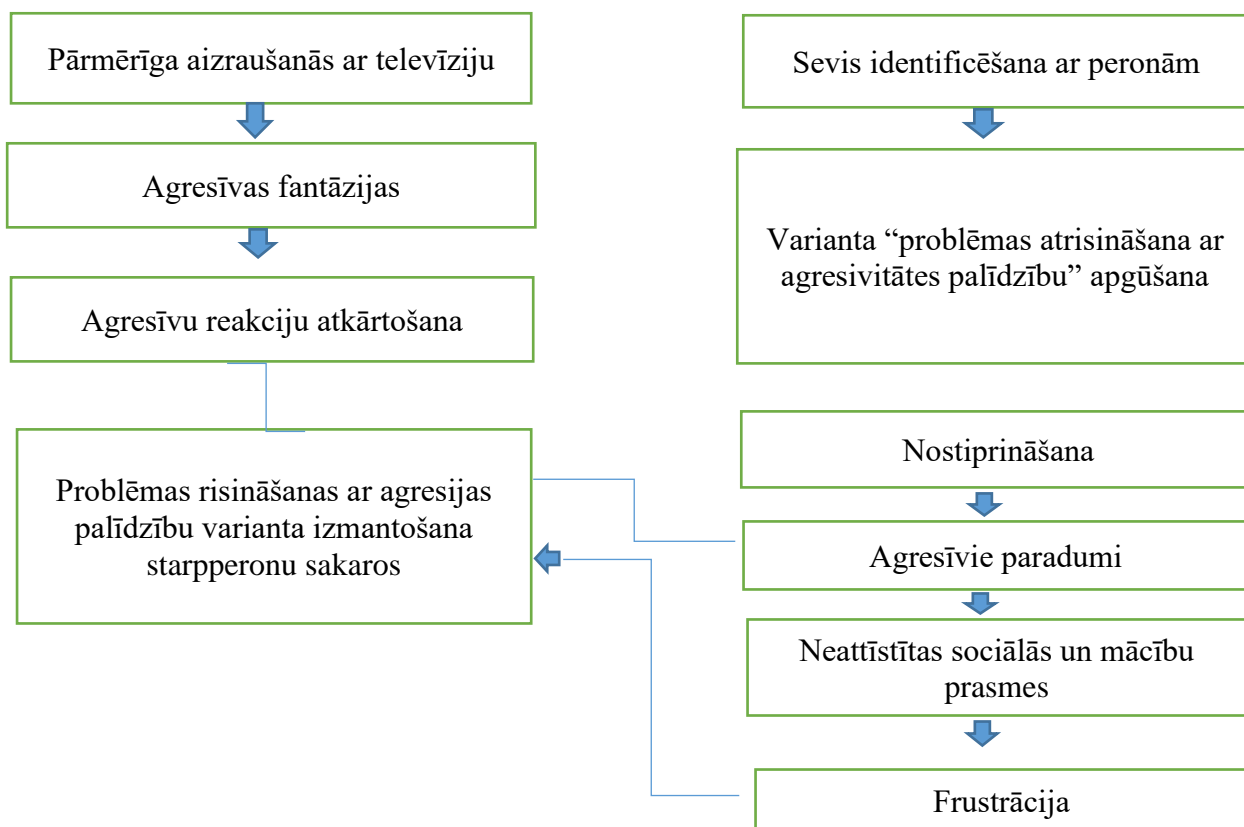 Pārmērīga aizraušanās ar televīziju
Agresīvas fantāzijas
Agresīvu reakciju atkārtošana
Problēmas risināšanas ar agresijas
palīdzību varianta izmantošana
starpperonu sakaros
Sevis identificēšana ar peronām
Varianta “problēmas atrisināšana ar
agresivitātes palīdzību” apgūšana
Nostiprināšana
Agresīvie paradumi
Neattīstītas sociālās un mācību
prasmes
Frustrācija